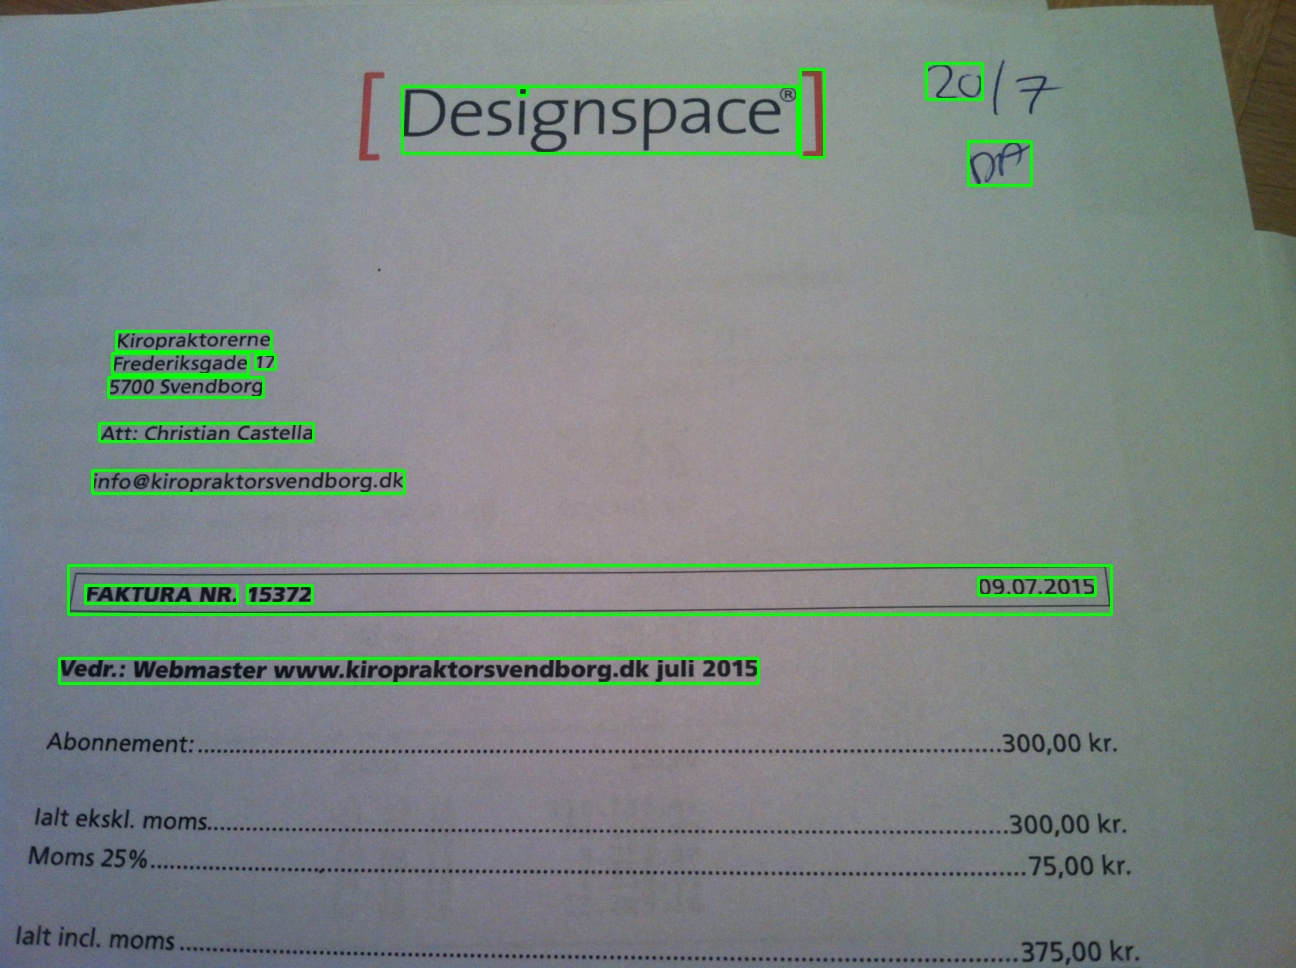 [ Designspace® ]
20/7
DA
Kiropraktorerne
Frederiksgade 17
5700 Svendborg
Att: Christian Castella
info@kiropraktorsvendborg.dk
FAKTURA NR. 15372 09.07.2015
Vedr.: Webmaster www.kiropraktorsvendborg.dk juli 2015
Abonnement:..........300,00 kr.
Ialt ekskl. moms..........300,00 kr.
Moms 25%..........75,00 kr.
Ialt incl. moms..........375,00 kr.